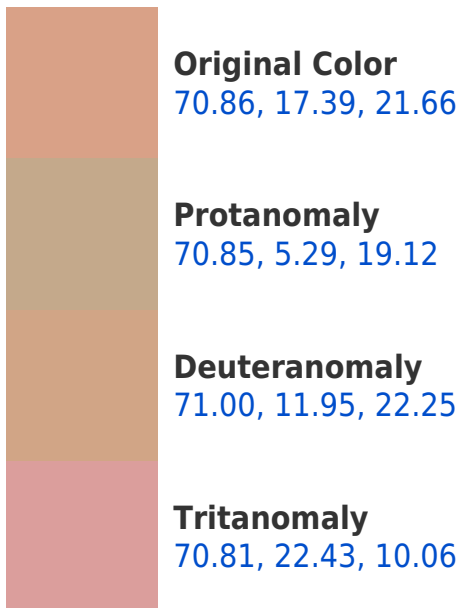 Original Color
70.86, 17.39, 21.66
Protanomaly
70.85, 5.29, 19.12
Deuteranomaly
71.00, 11.95, 22.25
Tritanomaly
70.81, 22.43, 10.06